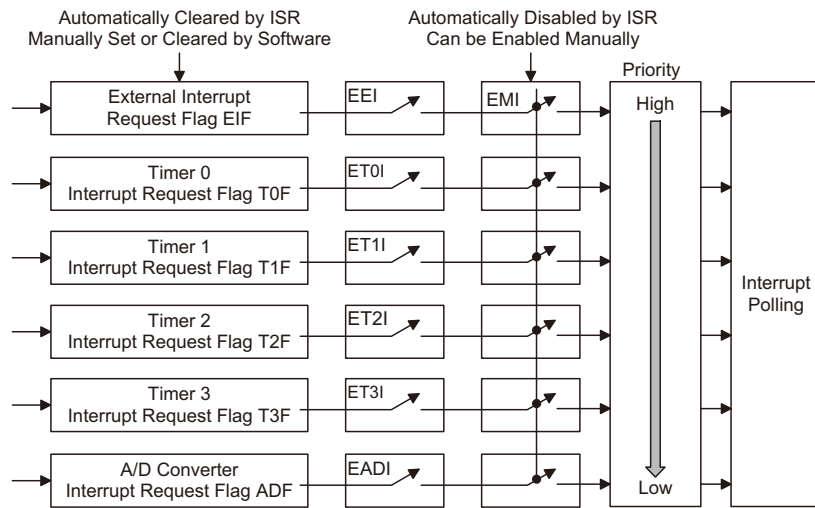 Automatically Cleared by ISR
Manually Set or Cleared by Software
Automatically Disabled by ISR
Can be Enabled Manually
Priority
External Interrupt
Request Flag EIF
EEI
EMI
High
Timer 0
Interrupt Request Flag T0F
ET0I
Timer 1
Interrupt Request Flag T1F
ET1I
Interrupt
Polling
Timer 2
Interrupt Request Flag T2F
ET2I
Timer 3
Interrupt Request Flag T3F
ET3I
A/D Converter
Interrupt Request Flag ADF
EADI
Low